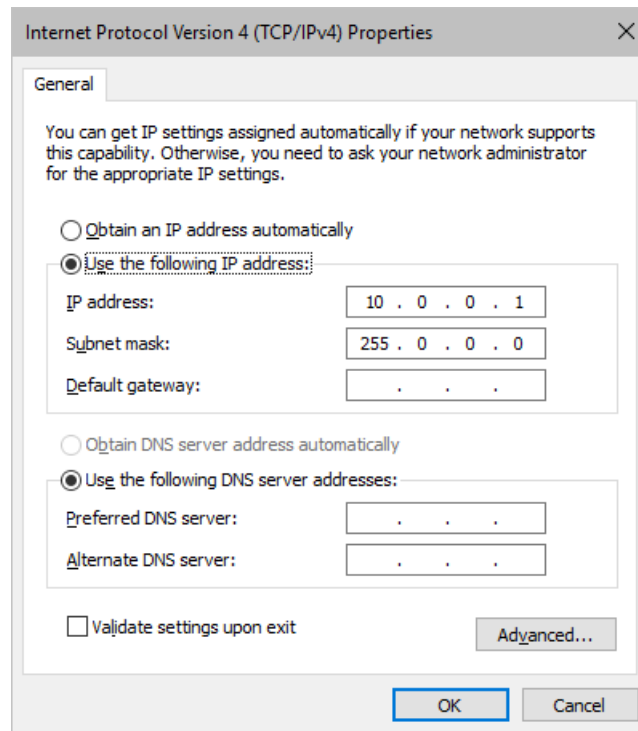 Internet Protocol Version 4 (TCP/IPv4) Properties
General
You can get IP settings assigned automatically if your network supports
this capability. Otherwise, you need to ask your network administrator
for the appropriate IP settings.
Obtain an IP address automatically
Use the following IP address:
IP address: 10 . 0 . 0 . 1
Subnet mask: 255 . 0 . 0 . 0
Default gateway: . . .
Obtain DNS server address automatically
Use the following DNS server addresses:
Preferred DNS server: . . .
Alternate DNS server: . . .
Validate settings upon exit
Advanced...
OK Cancel